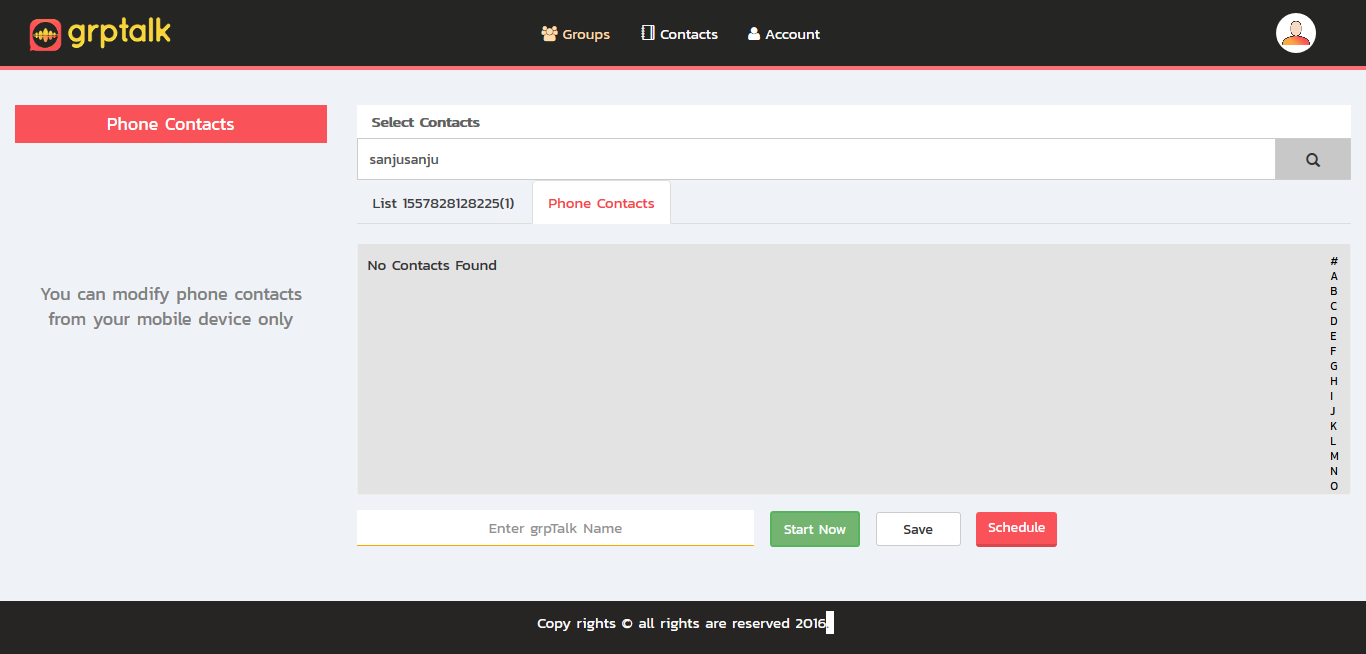 grptalk
Groups
Contacts
Account
Phone Contacts
You can modify phone contacts
from your mobile device only
Select Contacts
sanjusanju
List 1557828128225(1)
Phone Contacts
No Contacts Found
#
A
B
C
D
E
F
G
H
I
J
K
L
M
N
O
Enter grpTalk Name
Start Now
Save
Schedule
Copy rights © all rights are reserved 2016.